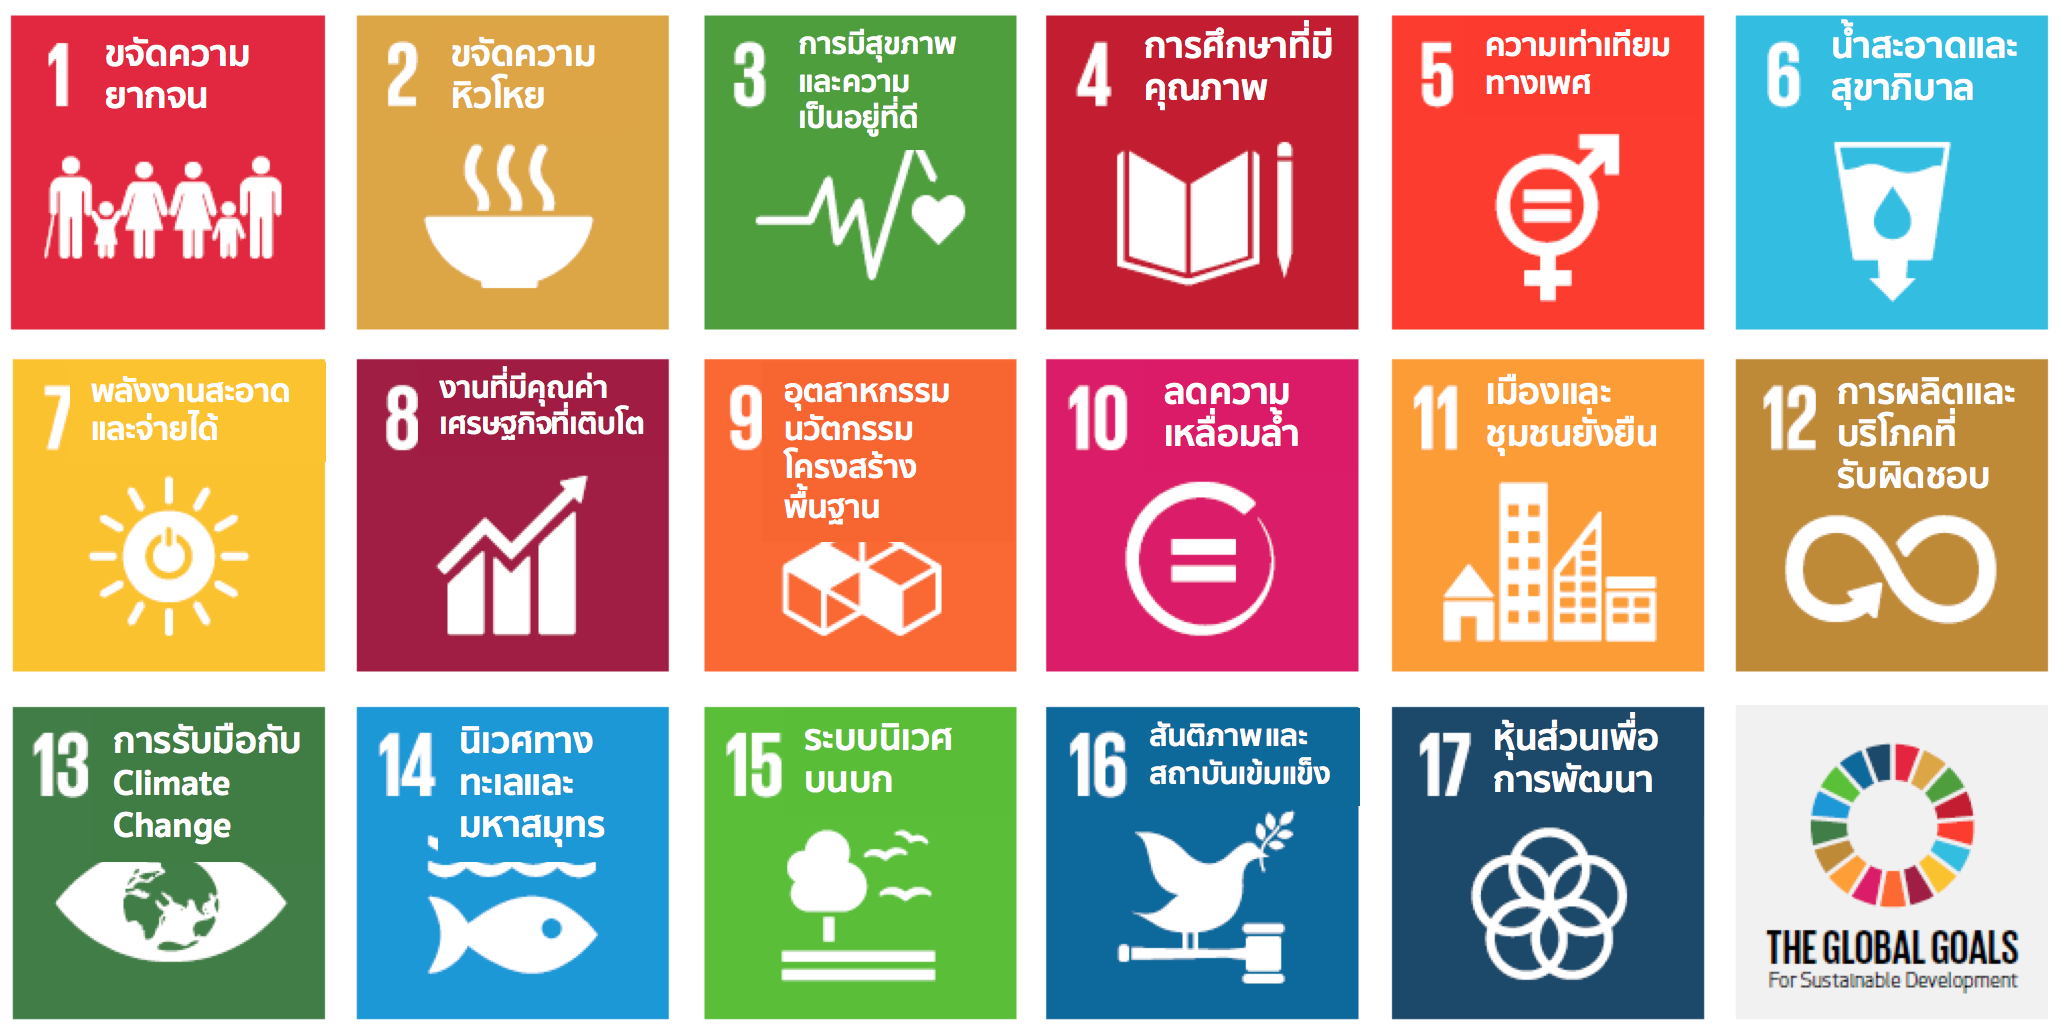 1
ขจัดความ
ยากจน
2
ขจัดความ
หิวโหย
3
การมีสุขภาพ
และความ
เป็นอยู่ที่ดี
4
การศึกษาที่มี
คุณภาพ
5
ความเท่าเทียม
ทางเพศ
6
น้ำสะอาดและ
สุขาภิบาล
7
พลังงานสะอาด
และจ่ายได้
8
งานที่มีคุณค่า
เศรษฐกิจที่เติบโต
9
อุตสาหกรรม
นวัตกรรม
โครงสร้าง
พื้นฐาน
10
ลดความ
เหลื่อมล้ำ
11
เมืองและ
ชุมชนยั่งยืน
12
การผลิตและ
บริโภคที่
รับผิดชอบ
13
การรับมือกับ
Climate
Change
14
นิเวศทาง
ทะเลและ
มหาสมุทร
15
ระบบนิเวศ
บนบก
16
สันติภาพและ
สถาบันเข้มแข็ง
17
หุ้นส่วนเพื่อ
การพัฒนา
THE GLOBAL GOALS
For Sustainable Development